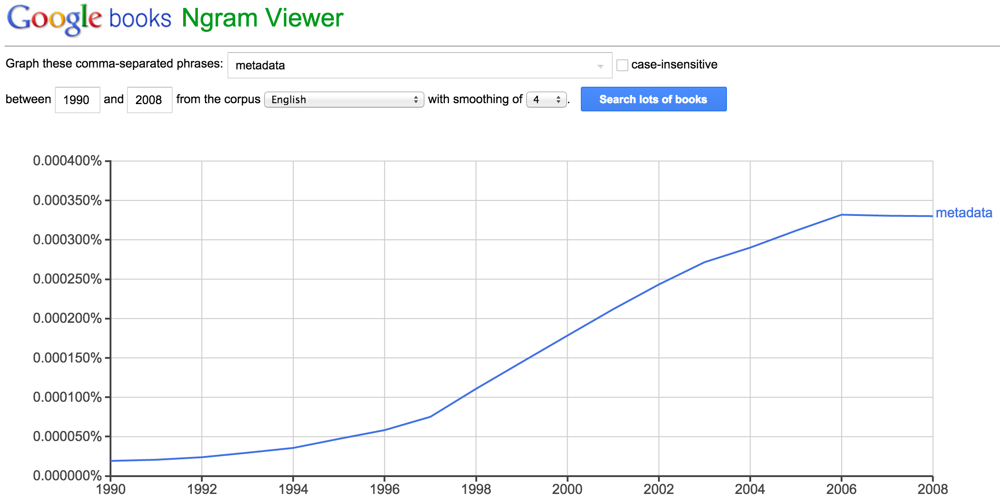 Google books Ngram Viewer
Graph these comma-separated phrases: metadata case-insensitive
between 1990 and 2008 from the corpus English with smoothing of 4. Search lots of books
0.000400%
0.000350%
metadata
0.000300%
0.000250%
0.000200%
0.000150%
0.000100%
0.000050%
0.000000%
1990 1992 1994 1996 1998 2000 2002 2004 2006 2008